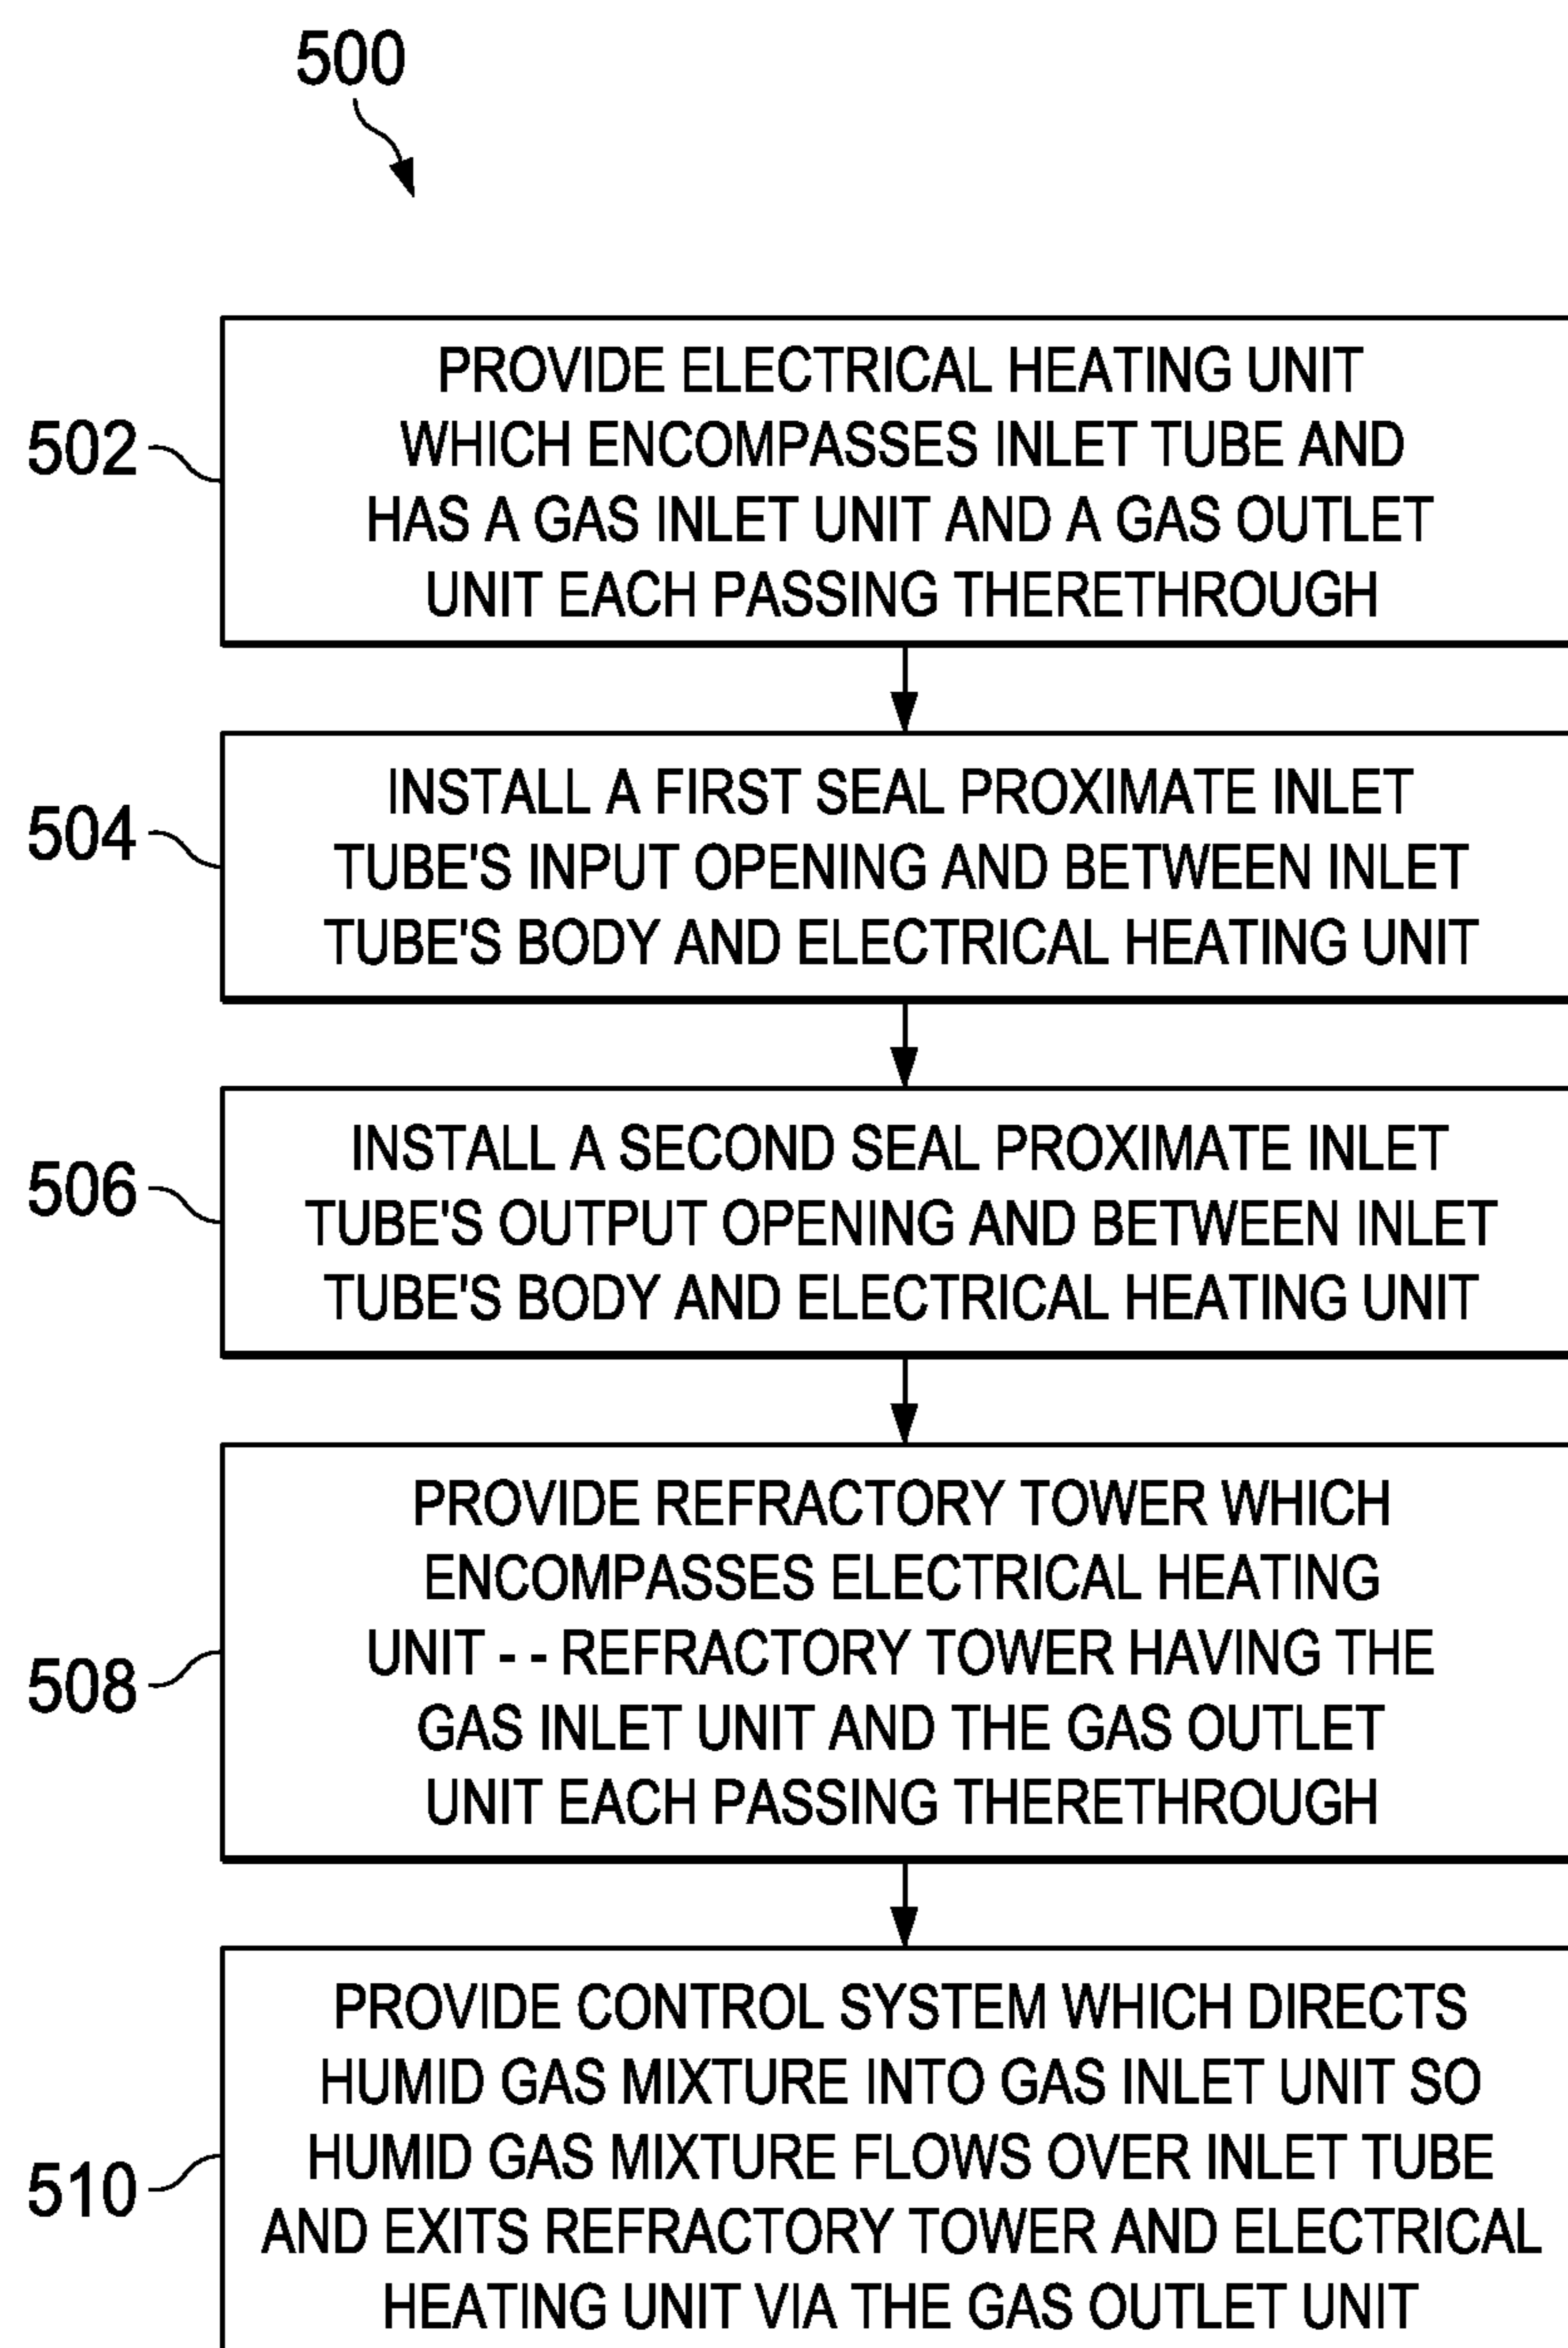 500
502
PROVIDE ELECTRICAL HEATING UNIT
WHICH ENCOMPASSES INLET TUBE AND
HAS A GAS INLET UNIT AND A GAS OUTLET
UNIT EACH PASSING THERETHROUGH
504
INSTALL A FIRST SEAL PROXIMATE INLET
TUBE'S INPUT OPENING AND BETWEEN INLET
TUBE'S BODY AND ELECTRICAL HEATING UNIT
506
INSTALL A SECOND SEAL PROXIMATE INLET
TUBE'S OUTPUT OPENING AND BETWEEN INLET
TUBE'S BODY AND ELECTRICAL HEATING UNIT
508
PROVIDE REFRACTORY TOWER WHICH
ENCOMPASSES ELECTRICAL HEATING
UNIT - - REFRACTORY TOWER HAVING THE
GAS INLET UNIT AND THE GAS OUTLET
UNIT EACH PASSING THERETHROUGH
510
PROVIDE CONTROL SYSTEM WHICH DIRECTS
HUMID GAS MIXTURE INTO GAS INLET UNIT SO
HUMID GAS MIXTURE FLOWS OVER INLET TUBE
AND EXITS REFRACTORY TOWER AND ELECTRICAL
HEATING UNIT VIA THE GAS OUTLET UNIT